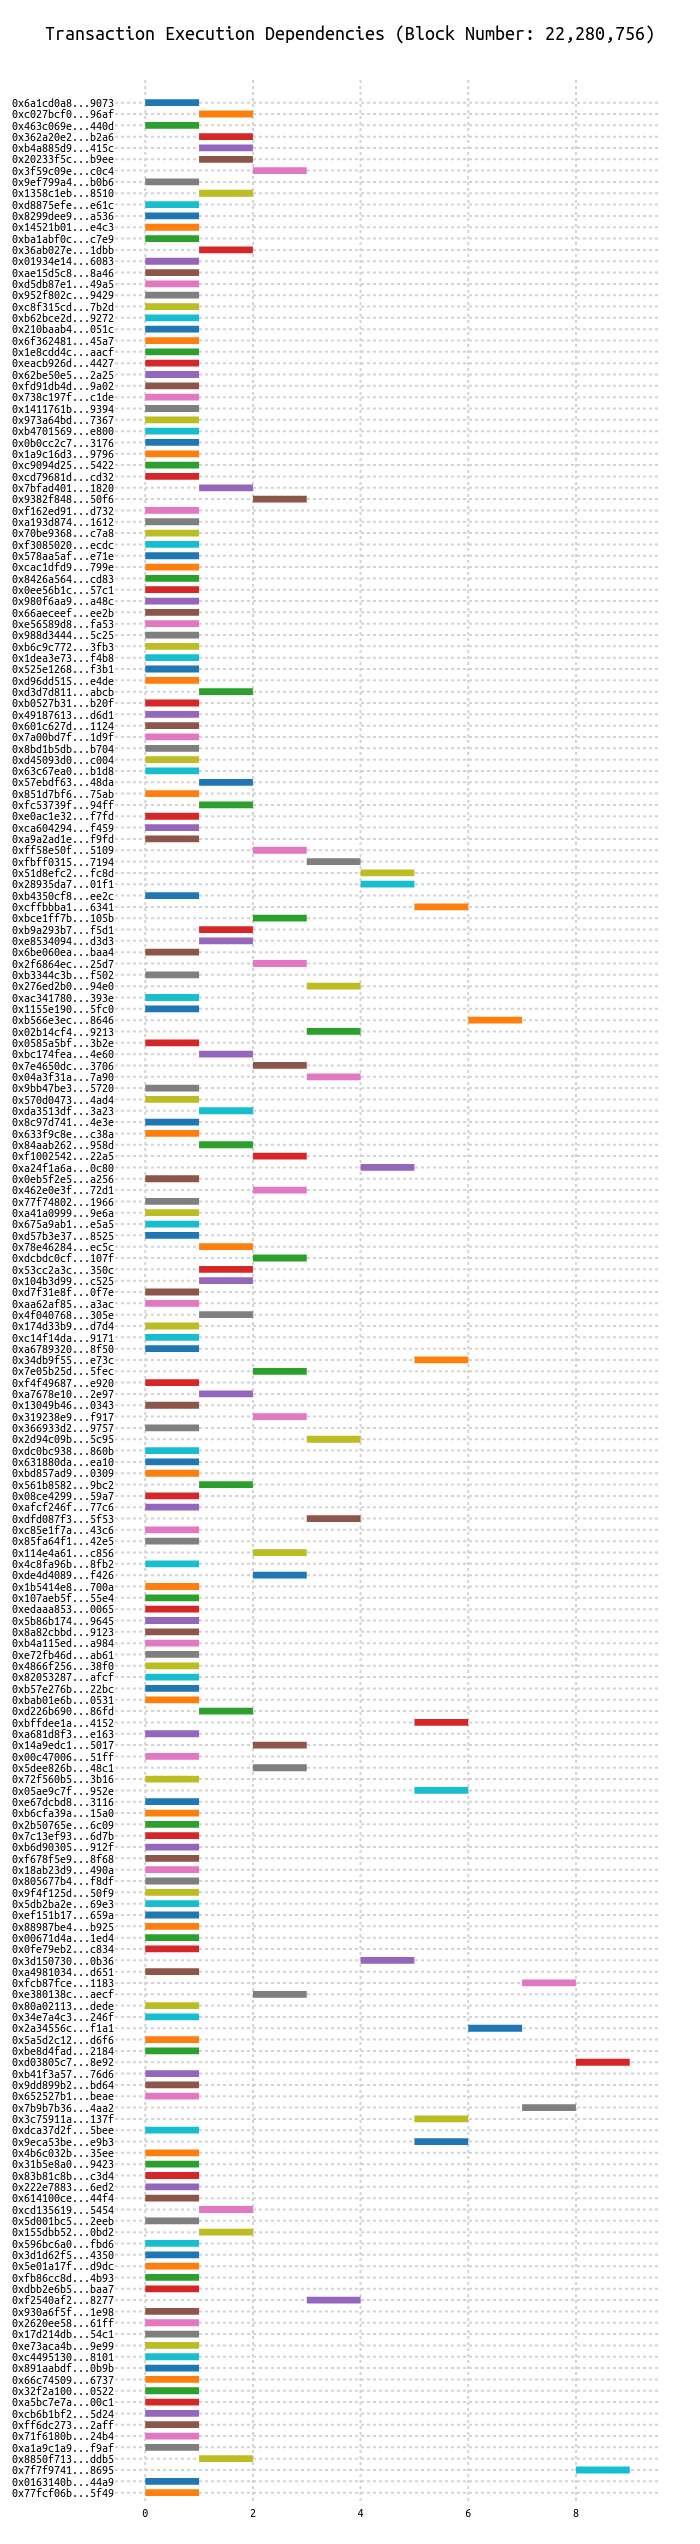 Transaction Execution Dependencies (Block Number: 22,280,756)
0x6a1cd0a8...9073
0xc027bcf0...96af
0x463c069e...440d
0x362a20e2...b2a6
0xb4a885d9...415c
0x20233f5c...b9ee
0x3f59c09e...c0c4
0x9ef799a4...b0b6
0x1358c1eb...8510
0xd8875efe...e61c
0x8299dee9...a536
0x14521b01...e4c3
0xba1abf0c...c7e9
0x36ab027e...1dbb
0x01934e14...6083
0xae15d5c8...8a46
0xd5db87e1...49a5
0x952f802c...9429
0xc8f315cd...7b2d
0xb62bce2d...9272
0x210baab4...051c
0x6f362481...45a7
0x1e8cdd4c...aacf
0xeacb926d...4427
0x62be50e5...2a25
0xfd91db4d...9a02
0x738c197f...c1de
0x1411761b...9394
0x973a64bd...7367
0xb4701569...e800
0x0b0cc2c7...3176
0x1a9c16d3...9796
0xc9094d25...5422
0xcd79681d...cd32
0x7bfad401...1820
0x9382f848...50f6
0xf162ed91...d732
0xa193d874...1612
0x70be9368...c7a8
0xf3085020...ecdc
0x578aa5af...e71e
0xcac1dfd9...799e
0x8426a564...cd83
0x0ee56b1c...57c1
0x980f6aa9...a48c
0x66aeceef...ee2b
0xe56589d8...fa53
0x988d3444...5c25
0xb6c9c772...3fb3
0x1dea3e73...f4b8
0x525e1268...f3b1
0xd96dd515...e4de
0xd3d7d811...abcb
0xb0527b31...b20f
0x49187613...d6d1
0x601c627d...1124
0x7a00bd7f...1d9f
0x8bd1b5db...b704
0xd45093d0...c004
0x63c67ea0...b1d8
0x57ebdf63...48da
0x851d7bf6...75ab
0xfc53739f...94ff
0xe0ac1e32...f7fd
0xca604294...f459
0xa9a2ad1e...f9fd
0xff58e50f...5109
0xfbff0315...7194
0x51d8efc2...fc8d
0x28935da7...01f1
0xb4350cf8...ee2c
0xcffbbba1...6341
0xbce1ff7b...105b
0xb9a293b7...f5d1
0xe8534094...d3d3
0x6be060ea...baa4
0x2f6864ec...25d7
0xb3344c3b...f502
0x276ed2b0...94e0
0xac341780...393e
0x1155e190...5fc0
0xb566e3ec...8646
0x02b14cf4...9213
0x0585a5bf...3b2e
0xbc174fea...4e60
0x7e4650dc...3706
0x04a3f31a...7a90
0x9bb47be3...5720
0x570d0473...4ad4
0xda3513df...3a23
0x8c97d741...4e3e
0x633f9c8e...c38a
0x84aab262...958d
0xf1002542...22a5
0xa24f1a6a...0c80
0x0eb5f2e5...a256
0x462e0e3f...72d1
0x77f74802...1966
0xa41a0999...9e6a
0x675a9ab1...e5a5
0xd57b3e37...8525
0x78e46284...ec5c
0xdcbdc0cf...107f
0x53cc2a3c...350c
0x104b3d99...c525
0xd7f31e8f...0f7e
0xaa62af85...a3ac
0x4f040768...305e
0x174d33b9...d7d4
0xc14f14da...9171
0xa6789320...8f50
0x34db9f55...e73c
0x7e05b25d...5fec
0xf4f49687...e920
0xa7678e10...2e97
0x13049b46...0343
0x319238e9...f917
0x366933d2...9757
0x2d94c09b...5c95
0xdc0bc938...860b
0x631880da...ea10
0xbd857ad9...0309
0x561b8582...9bc2
0x08ce4299...59a7
0xafcf246f...77c6
0xdfd087f3...5f53
0xc85e1f7a...43c6
0x85fa64f1...42e5
0x114e4a61...c856
0x4c8fa96b...8fb2
0xde4d4089...f426
0x1b5414e8...700a
0x107aeb5f...55e4
0xedaaa853...0065
0x5b86b174...9645
0x8a82cbbd...9123
0xb4a115ed...a984
0xe72fb46d...ab61
0x4866f256...38f0
0x82053287...afcf
0xb57e276b...22bc
0xbab01e6b...0531
0xd226b690...86fd
0xbffdee1a...4152
0xa681d8f3...e163
0x14a9edc1...5017
0x00c47006...51ff
0x5dee826b...48c1
0x72f560b5...3b16
0x05ae9c7f...952e
0xe67dcbd8...3116
0xb6cfa39a...15a0
0x2b50765e...6c09
0x7c13ef93...6d7b
0xb6d90305...912f
0xf678f5e9...8f68
0x18ab23d9...490a
0x805677b4...f8df
0x9f4f125d...50f9
0x5db2ba2e...69e3
0xef151b17...659a
0x88987be4...b925
0x00671d4a...1ed4
0x0fe79eb2...c834
0x3d150730...0b36
0xa4981034...d651
0xfcb87fce...1183
0xe380138c...aecf
0x80a02113...dede
0x34e7a4c3...246f
0x2a34556c...f1a1
0x5a5d2c12...d6f6
0xbe8d4fad...2184
0xd03805c7...8e92
0xb41f3a57...76d6
0x9dd899b2...bd64
0x652527b1...beae
0x7b9b7b36...4aa2
0x3c75911a...137f
0xdca37d2f...5bee
0x9eca53be...e9b3
0x4b6c032b...35ee
0x31b5e8a0...9423
0x83b81c8b...c3d4
0x222e7883...6ed2
0x614100ce...44f4
0xcd135619...5454
0x5d001bc5...2eeb
0x155dbb52...0bd2
0x596bc6a0...fbd6
0x3d1d62f5...4350
0x5e01a17f...d9dc
0xfb86cc8d...4b93
0xdbb2e6b5...baa7
0xf2540af2...8277
0x930a6f5f...1e98
0x2620ee58...61ff
0x17d214db...54c1
0xe73aca4b...9e99
0xc4495130...8101
0x891aabdf...0b9b
0x66c74509...6737
0x32f2a100...0522
0xa5bc7e7a...00c1
0xcb6b1bf2...5d24
0xff6dc273...2aff
0x71f6180b...24b4
0xa1a9c1a9...f9af
0x8850f713...ddb5
0x7f7f9741...8695
0x0163140b...44a9
0x77fcf06b...5f49
0 2 4 6 8